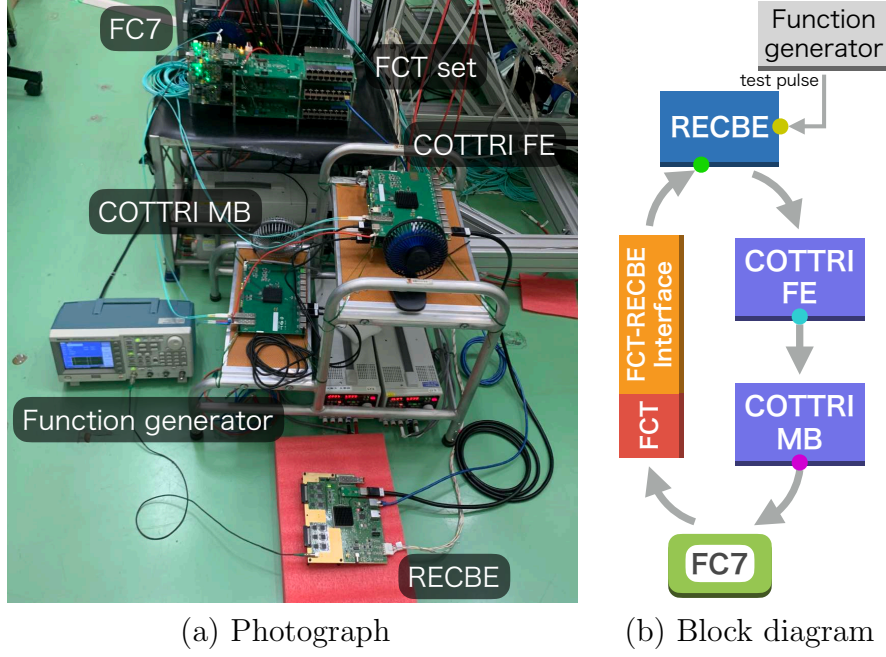 FC7
FCT set
COTTRI FE
COTTRI MB
Function generator
RECBE
(a) Photograph
Function
generator
test pulse
RECBE
FCT-RECBE
Interface
FCT
COTTRI
FE
COTTRI
MB
FC7
(b) Block diagram